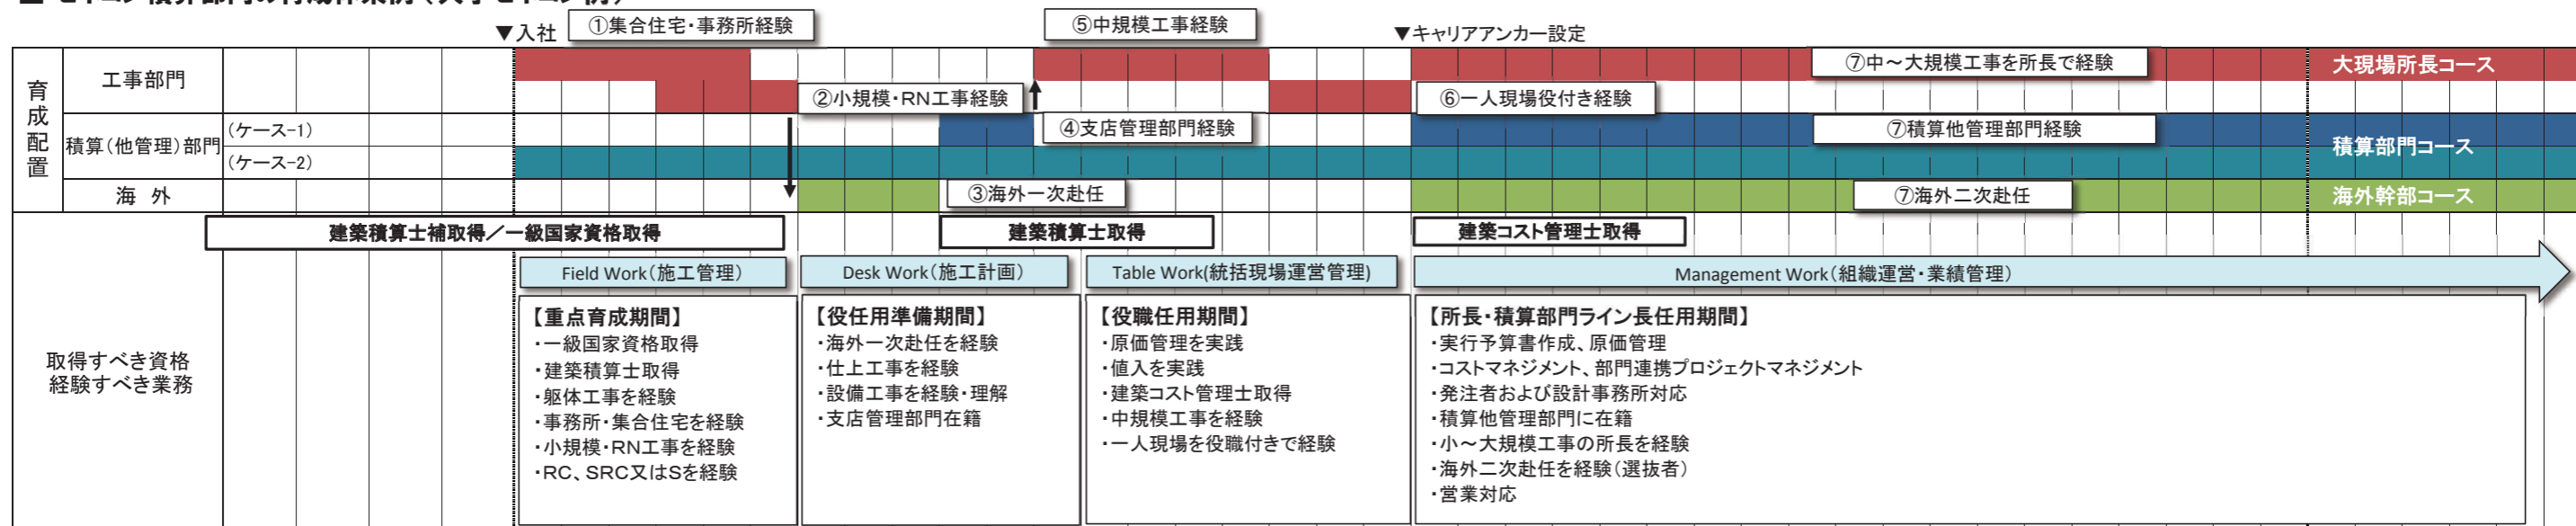 ▼入社
①集合住宅・事務所経験
⑤中規模工事経験
▼キャリアアンカー設定
育成配置
工事部門
②小規模・RN工事経験
⑥一人現場役付き経験
⑦中～大規模工事を所長で経験
大現場所長コース
積算(他管理)部門
(ケース-1)
(ケース-2)
④支店管理部門経験
⑦積算他管理部門経験
積算部門コース
海 外
③海外一次赴任
⑦海外二次赴任
海外幹部コース
取得すべき資格
経験すべき業務
建築積算士補取得／一級国家資格取得
建築積算士取得
建築コスト管理士取得
Field Work(施工管理)
Desk Work(施工計画)
Table Work(統括現場運営管理)
Management Work(組織運営・業績管理)
【重点育成期間】
・一級国家資格取得
・建築積算士取得
・躯体工事を経験
・事務所・集合住宅を経験
・小規模・RN工事を経験
・RC、SRC又はSを経験
【役任用準備期間】
・海外一次赴任を経験
・仕上工事を経験
・設備工事を経験・理解
・支店管理部門在籍
【役職任用期間】
・原価管理を実践
・値入を実践
・建築コスト管理士取得
・中規模工事を経験
・一人現場を役職付きで経験
【所長・積算部門ライン長任用期間】
・実行予算書作成、原価管理
・コストマネジメント、部門連携プロジェクトマネジメント
・発注者および設計事務所対応
・積算他管理部門に在籍
・小～大規模工事の所長を経験
・海外二次赴任を経験(選抜者)
・営業対応